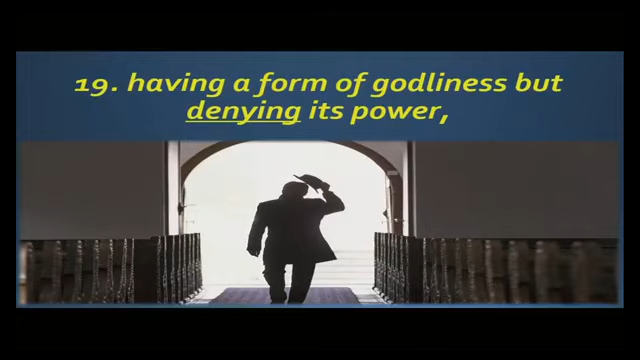 19. having a form of godliness but
denying its power,